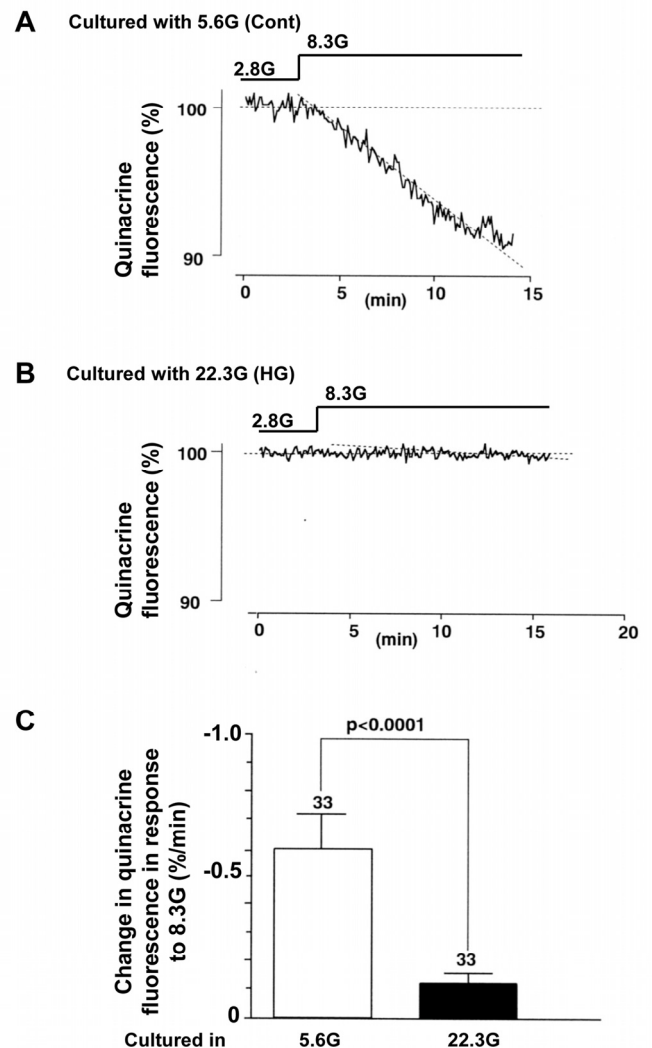 A Cultured with 5.6G (Cont)
8.3G
2.8G
Quinacrine
fluorescence (%)
100
90
0 5 10 15
(min)
B Cultured with 22.3G (HG)
8.3G
2.8G
Quinacrine
fluorescence (%)
100
90
0 5 10 15 20
(min)
C
Change in quinacrine
fluorescence in response
to 8.3G (%/min)
-1.0
-0.5
0
p<0.0001
33
33
Cultured in 5.6G 22.3G